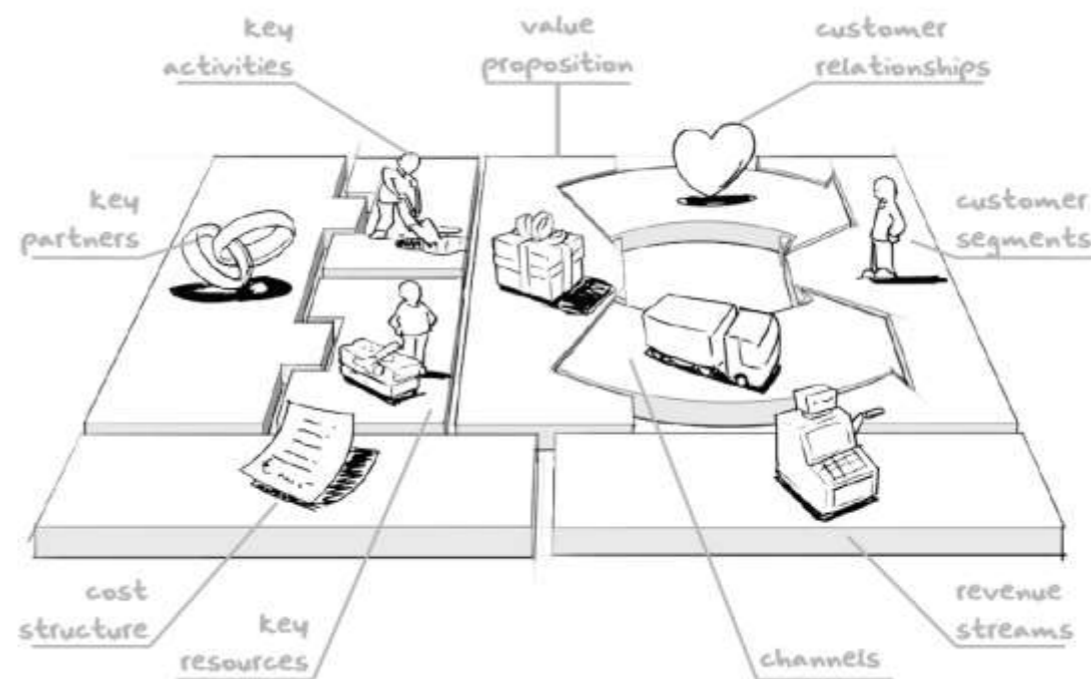 key
activities
value
proposition
customer
relationships
key
partners
customer
segments
cost
structure
key
resources
channels
revenue
streams